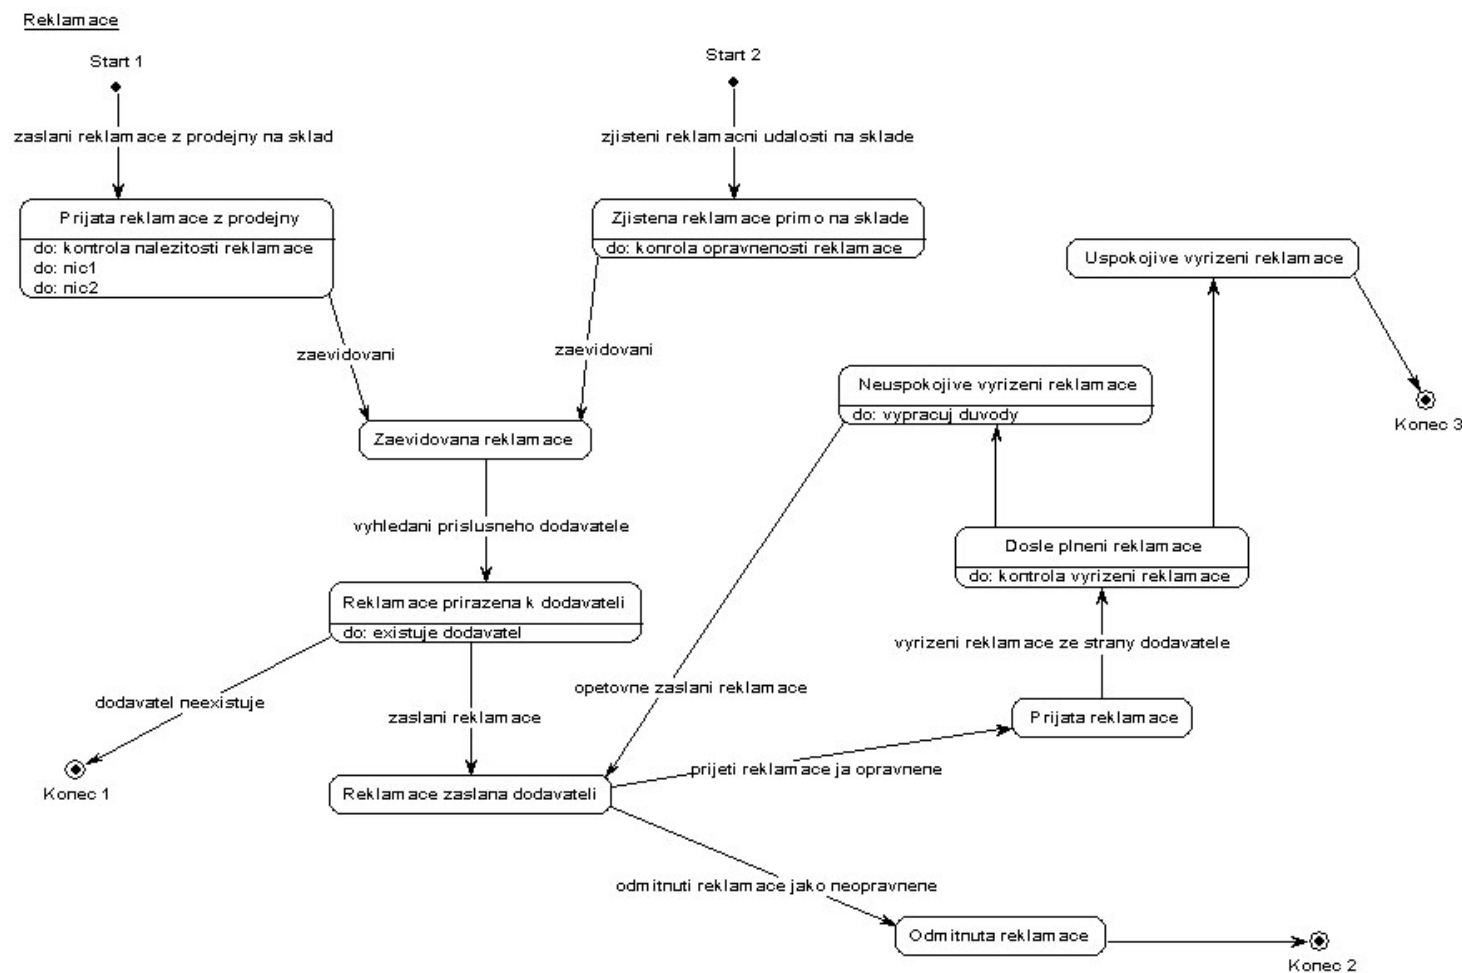 Reklamace
Start 1
Start 2
zaslani reklamace z prodejny na sklad
zjisteni reklamacni udalosti na sklade
Prijata reklamace z prodejny
do: kontrola nalezitosti reklamace
do: nic1
do: nic2
Zjistena reklamace primo na sklade
do: konrola opravnenosti reklamace
Uspokojive vyrizeni reklamace
zaevidovani
zaevidovani
Neuspokojive vyrizeni reklamace
do: vypracuj duvody
Konec 3
Zaevidovana reklamace
vyhledani prislusneho dodavatele
Dosle plneni reklamace
do: kontrola vyrizeni reklamace
Reklamace prirazena k dodavateli
do: existuje dodavatel
vyrizeni reklamace ze strany dodavatele
dodavatel neexistuje
opetovne zaslani reklamace
zaslani reklamace
Prijata reklamace
prijeti reklamace ja opravnene
Konec 1
Reklamace zaslana dodavateli
odmitnuti reklamace jako neopravnene
Odmitnuta reklamace
Konec 2